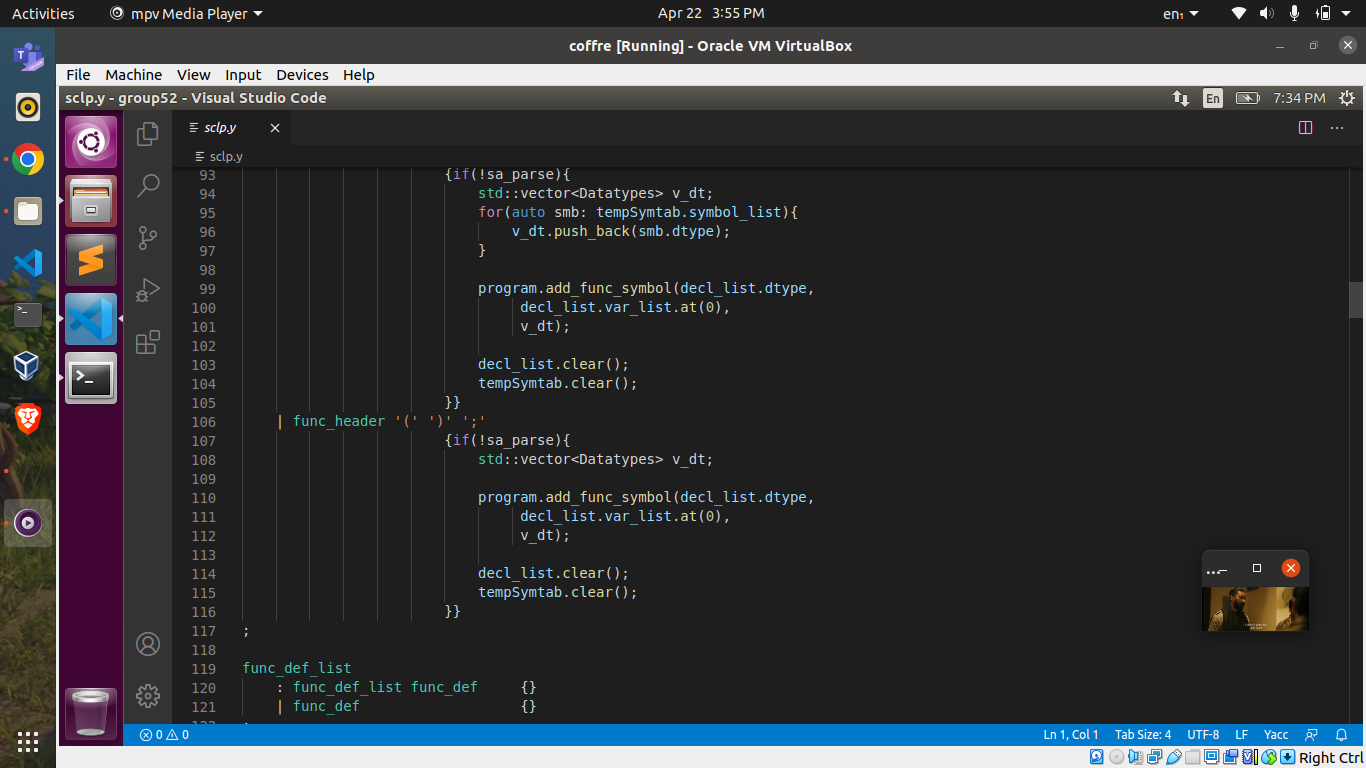 Activities mpv Media Player Apr 22 3:55 PM en₁
coffre [Running] - Oracle VM VirtualBox
File Machine View Input Devices Help
sclp.y - group52 - Visual Studio Code En 7:34 PM
sclp.y
sclp.y
93 {if(!sa_parse){
94 std::vector<Datatypes> v_dt;
95 for(auto smb: tempSymtab.symbol_list){
96 v_dt.push_back(smb.dtype);
97 }
98
99 program.add_func_symbol(decl_list.dtype,
100 decl_list.var_list.at(0),
101 v_dt);
102
103 decl_list.clear();
104 tempSymtab.clear();
105 }}
106 | func_header '(' ')' ';'
107 {if(!sa_parse){
108 std::vector<Datatypes> v_dt;
109
110 program.add_func_symbol(decl_list.dtype,
111 decl_list.var_list.at(0),
112 v_dt);
113
114 decl_list.clear();
115 tempSymtab.clear();
116 }}
117 ;
118
119 func_def_list
120 : func_def_list func_def {}
121 | func_def {}
0 0 Ln 1, Col 1 Tab Size: 4 UTF-8 LF Yacc
Right Ctrl